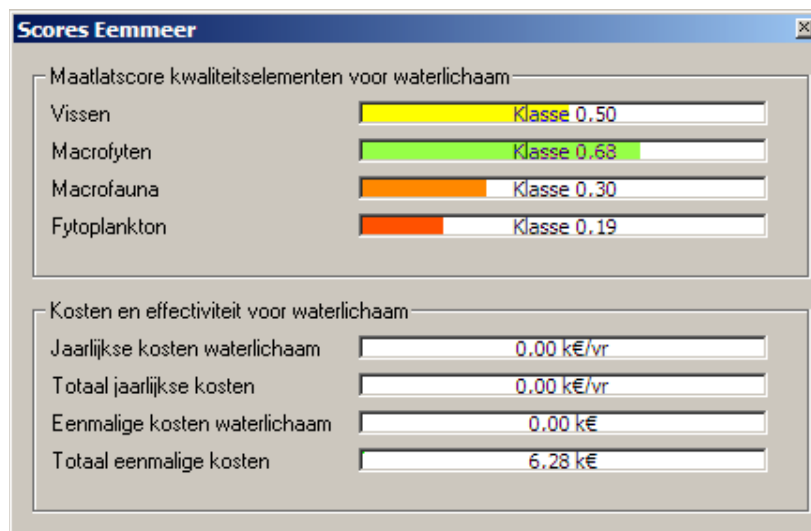 Scores Eemmeer
Maatlatscore kwaliteitselementen voor waterlichaam
Vissen Klasse 0.50
Macrofyten Klasse 0.68
Macrofauna Klasse 0.30
Fytoplankton Klasse 0.19
Kosten en effectiviteit voor waterlichaam
Jaarlijkse kosten waterlichaam 0.00 k€/yr
Totaal jaarlijkse kosten 0.00 k€/yr
Eenmalige kosten waterlichaam 0.00 k€
Totaal eenmalige kosten 6.28 k€